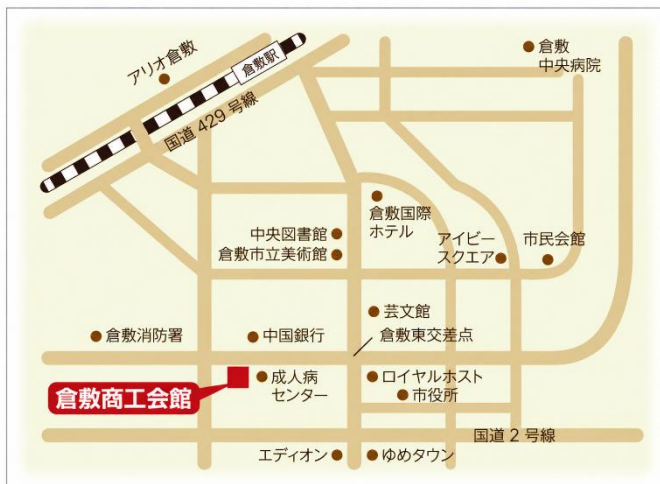 アリオ倉敷
倉敷駅
国道 429 号線
倉敷
中央病院
倉敷国際
ホテル
中央図書館
倉敷市立美術館
アイビー
スクエア
市民会館
芸文館
倉敷消防署
中国銀行
倉敷東交差点
倉敷商工会館
成人病
センター
ロイヤルホスト
市役所
国道 2 号線
エディオン
ゆめタウン